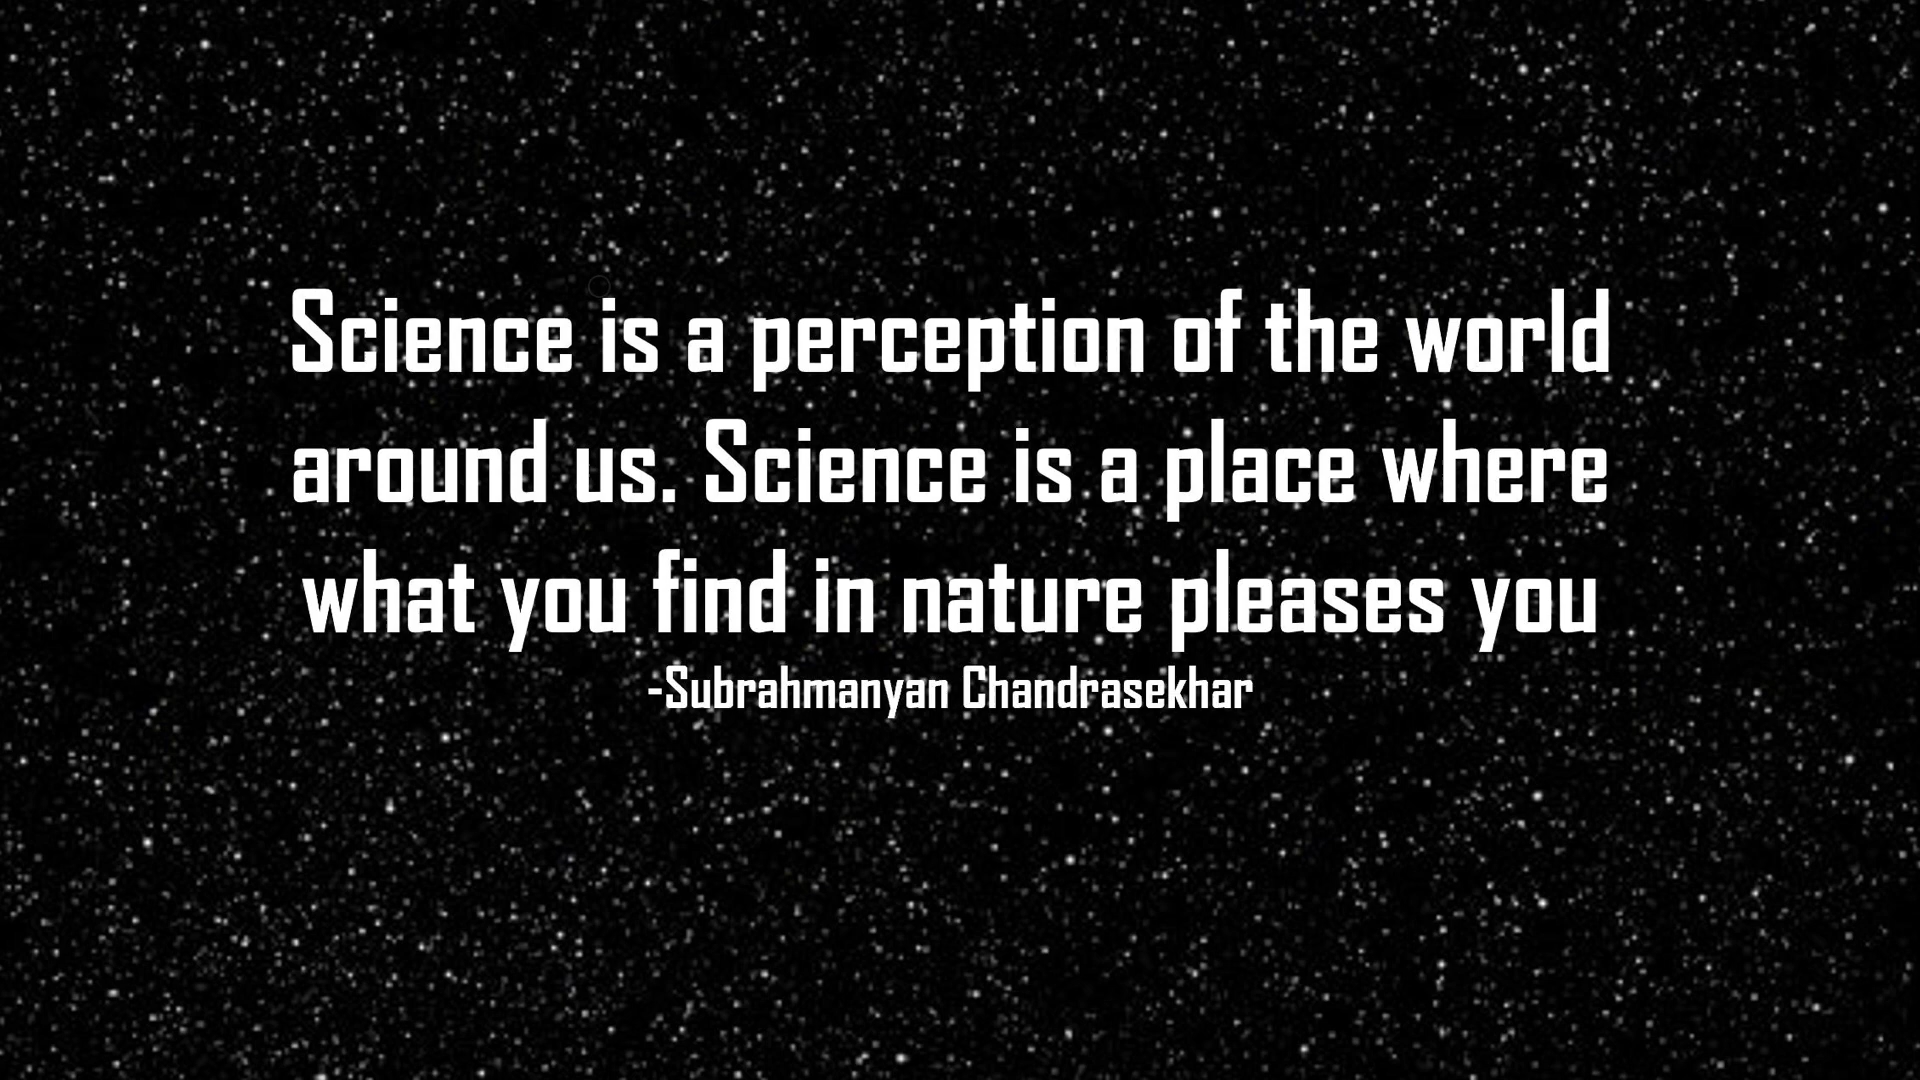 Science is a perception of the world
around us. Science is a place where
what you find in nature pleases you
-Subrahmanyan Chandrasekhar